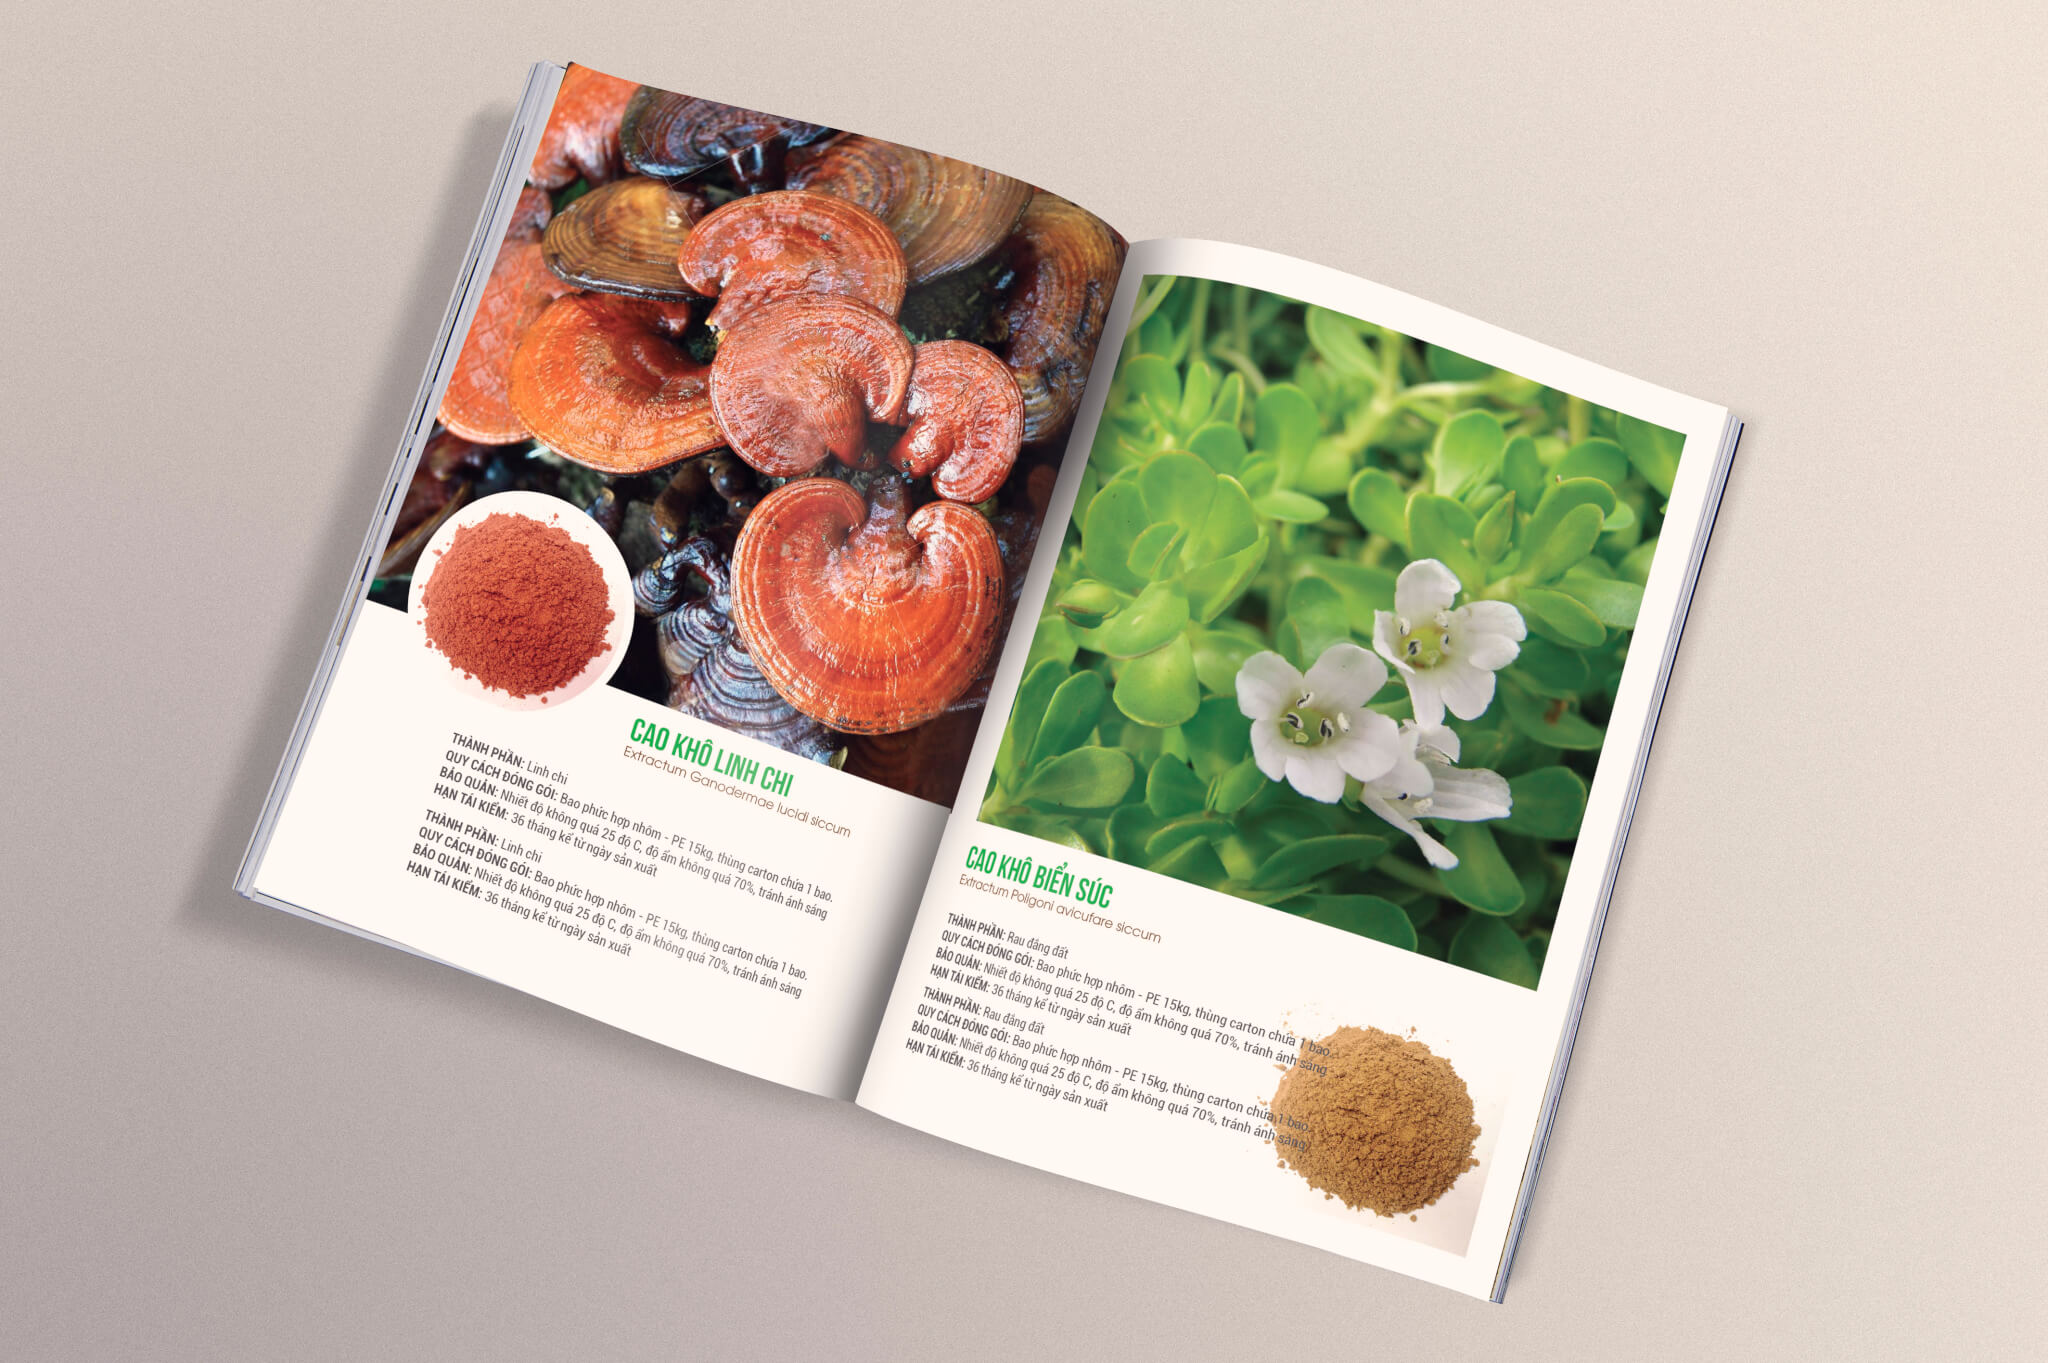 CAO KHÔ LINH CHI
Extractum Ganodermae lucidi siccum
THÀNH PHẦN: Linh chi
QUY CÁCH ĐÓNG GÓI: Bao phức hợp nhôm - PE 15kg, thùng carton chứa 1 bao.
BẢO QUẢN: Nhiết độ không quá 25 độ C, độ ẩm không quá 70%, tránh ánh sáng
HẠN TÁI KIỂM: 36 tháng kể từ ngày sản xuất
THÀNH PHẦN: Linh chi
QUY CÁCH ĐÓNG GÓI: Bao phức hợp nhôm - PE 15kg, thùng carton chứa 1 bao.
BẢO QUẢN: Nhiết độ không quá 25 độ C, độ ẩm không quá 70%, tránh ánh sáng
HẠN TÁI KIỂM: 36 tháng kể từ ngày sản xuất
CAO KHÔ BIỂN SÚC
Extractum Poligoni avicufare siccum
THÀNH PHẦN: Rau đắng đất
QUY CÁCH ĐÓNG GÓI: Bao phức hợp nhôm - PE 15kg, thùng carton chứa 1 bao.
BẢO QUẢN: Nhiết độ không quá 25 độ C, độ ẩm không quá 70%, tránh ánh sáng
HẠN TÁI KIỂM: 36 tháng kể từ ngày sản xuất
THÀNH PHẦN: Rau đắng đất
QUY CÁCH ĐÓNG GÓI: Bao phức hợp nhôm - PE 15kg, thùng carton chứa 1 bao.
BẢO QUẢN: Nhiết độ không quá 25 độ C, độ ẩm không quá 70%, tránh ánh sáng
HẠN TÁI KIỂM: 36 tháng kể từ ngày sản xuất